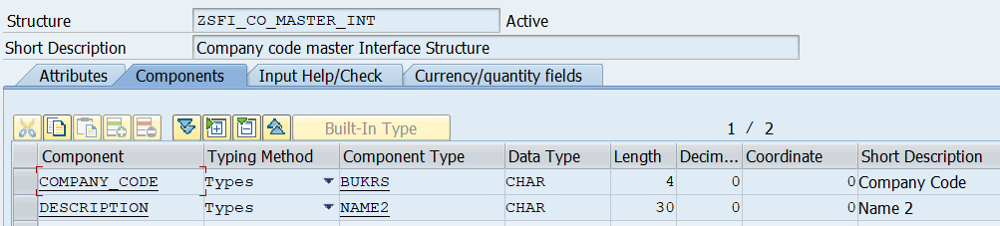 Structure ZSFI_CO_MASTER_INT Active
Short Description Company code master Interface Structure
Attributes Components Input Help/Check Currency/quantity fields
Built-In Type 1 / 2
Component Typing Method Component Type Data Type Length Decim... Coordinate Short Description
COMPANY_CODE Types BUKRS CHAR 4 0 0 Company Code
DESCRIPTION Types NAME2 CHAR 30 0 0 Name 2